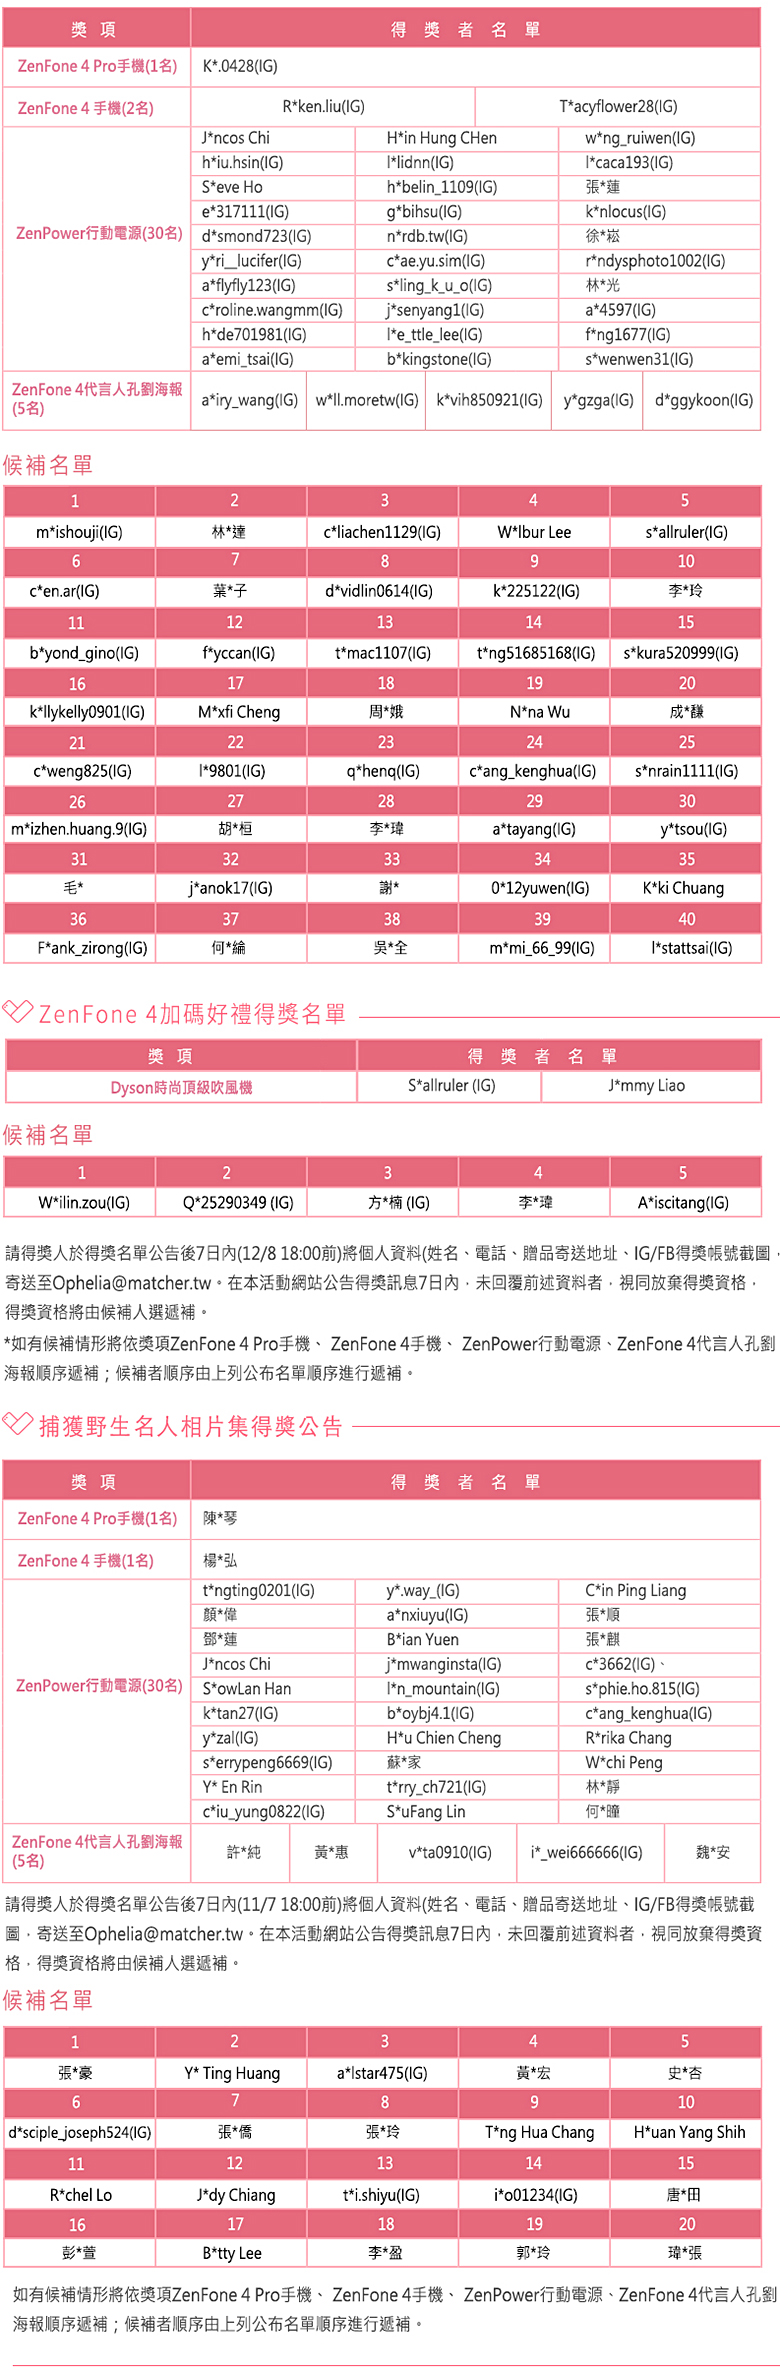 獎 項 得 獎 者 名 單
ZenFone 4 Pro手機(1名) K*.0428(IG)
ZenFone 4 手機(2名) R*ken.liu(IG) T*acyflower28(IG)
J*ncos Chi H*in Hung CHen w*ng_ruiwen(IG)
h*iu.hsin(IG) l*lidnn(IG) l*caca193(IG)
S*eve Ho h*belin_1109(IG) 張*蓮
e*317111(IG) g*bihsu(IG) k*nlocus(IG)
ZenPower行動電源(30名) d*smond723(IG) n*rdb.tw(IG) 徐*崧
y*ri__lucifer(IG) c*ae.yu.sim(IG) r*ndysphoto1002(IG)
a*flyfly123(IG) s*ling_k_u_o(IG) 林*光
c*roline.wangmm(IG) j*senyang1(IG) a*4597(IG)
h*de701981(IG) l*e_ttle_lee(IG) f*ng1677(IG)
a*emi_tsai(IG) b*kingstone(IG) s*wenwen31(IG)
ZenFone 4代言人孔劉海報
(5名) a*iry_wang(IG) w*ll.moretw(IG) k*vih850921(IG) y*gzga(IG) d*ggykoon(IG)
候補名單
1 2 3 4 5
m*ishouji(IG) 林*達 c*liachen1129(IG) W*lbur Lee s*allruler(IG)
6 7 8 9 10
c*en.ar(IG) 葉*子 d*vidlin0614(IG) k*225122(IG) 李*玲
11 12 13 14 15
b*yond_gino(IG) f*yccan(IG) t*mac1107(IG) t*ng51685168(IG) s*kura520999(IG)
16 17 18 19 20
k*llykelly0901(IG) M*xfi Cheng 周*娥 N*na Wu 成*馦
21 22 23 24 25
c*weng825(IG) l*9801(IG) q*henq(IG) c*ang_kenghua(IG) s*nrain1111(IG)
26 27 28 29 30
m*izhen.huang.9(IG) 胡*桓 李*瑋 a*tayang(IG) y*tsou(IG)
31 32 33 34 35
毛* j*anok17(IG) 謝* 0*12yuwen(IG) K*ki Chuang
36 37 38 39 40
F*ank_zirong(IG) 何*綸 吳*全 m*mi_66_99(IG) l*stattsai(IG)
ZenFone 4加碼好禮得獎名單
獎 項 得 獎 者 名 單
Dyson時尚頂級吹風機 S*allruler (IG) J*mmy Liao
候補名單
1 2 3 4 5
W*ilin.zou(IG) Q*25290349 (IG) 方*楠 (IG) 李*瑋 A*iscitang(IG)
請得獎人於得獎名單公告後7日內(12/8 18:00前)將個人資料(姓名、電話、贈品寄送地址、IG/FB得獎帳號截圖，
寄送至Ophelia@matcher.tw。在本活動網站公告得獎訊息7日內，未回覆前述資料者，視同放棄得獎資格，
得獎資格將由候補人選遞補。
*如有候補情形將依獎項ZenFone 4 Pro手機、 ZenFone 4手機、 ZenPower行動電源、ZenFone 4代言人孔劉
海報順序遞補；候補者順序由上列公布名單順序進行遞補。
捕獲野生名人相片集得獎公告
獎 項 得 獎 者 名 單
ZenFone 4 Pro手機(1名) 陳*琴
ZenFone 4 手機(1名) 楊*弘
t*ngting0201(IG) y*.way_(IG) C*in Ping Liang
顏*偉 a*nxiuyu(IG) 張*順
鄧*蓮 B*ian Yuen 張*麒
J*ncos Chi j*mwanginsta(IG) c*3662(IG)、
ZenPower行動電源(30名) S*owLan Han l*n_mountain(IG) s*phie.ho.815(IG)
k*tan27(IG) b*oybj4.1(IG) c*ang_kenghua(IG)
y*zal(IG) H*u Chien Cheng R*rika Chang
s*errypeng6669(IG) 蘇*家 W*chi Peng
Y* En Rin t*rry_ch721(IG) 林*靜
c*iu_yung0822(IG) S*uFang Lin 何*曈
ZenFone 4代言人孔劉海報
(5名) 許*純 黃*惠 v*ta0910(IG) i*_wei666666(IG) 魏*安
請得獎人於得獎名單公告後7日內(11/7 18:00前)將個人資料(姓名、電話、贈品寄送地址、IG/FB得獎帳號截
圖，寄送至Ophelia@matcher.tw。在本活動網站公告得獎訊息7日內，未回覆前述資料者，視同放棄得獎資
格，得獎資格將由候補人選遞補。
候補名單
1 2 3 4 5
張*豪 Y* Ting Huang a*lstar475(IG) 黃*宏 史*杏
6 7 8 9 10
d*sciple_joseph524(IG) 張*僑 張*玲 T*ng Hua Chang H*uan Yang Shih
11 12 13 14 15
R*chel Lo J*dy Chiang t*i.shiyu(IG) i*o01234(IG) 唐*田
16 17 18 19 20
彭*萱 B*tty Lee 李*盈 郭*玲 瑋*張
如有候補情形將依獎項ZenFone 4 Pro手機、 ZenFone 4手機、 ZenPower行動電源、ZenFone 4代言人孔劉
海報順序遞補；候補者順序由上列公布名單順序進行遞補。